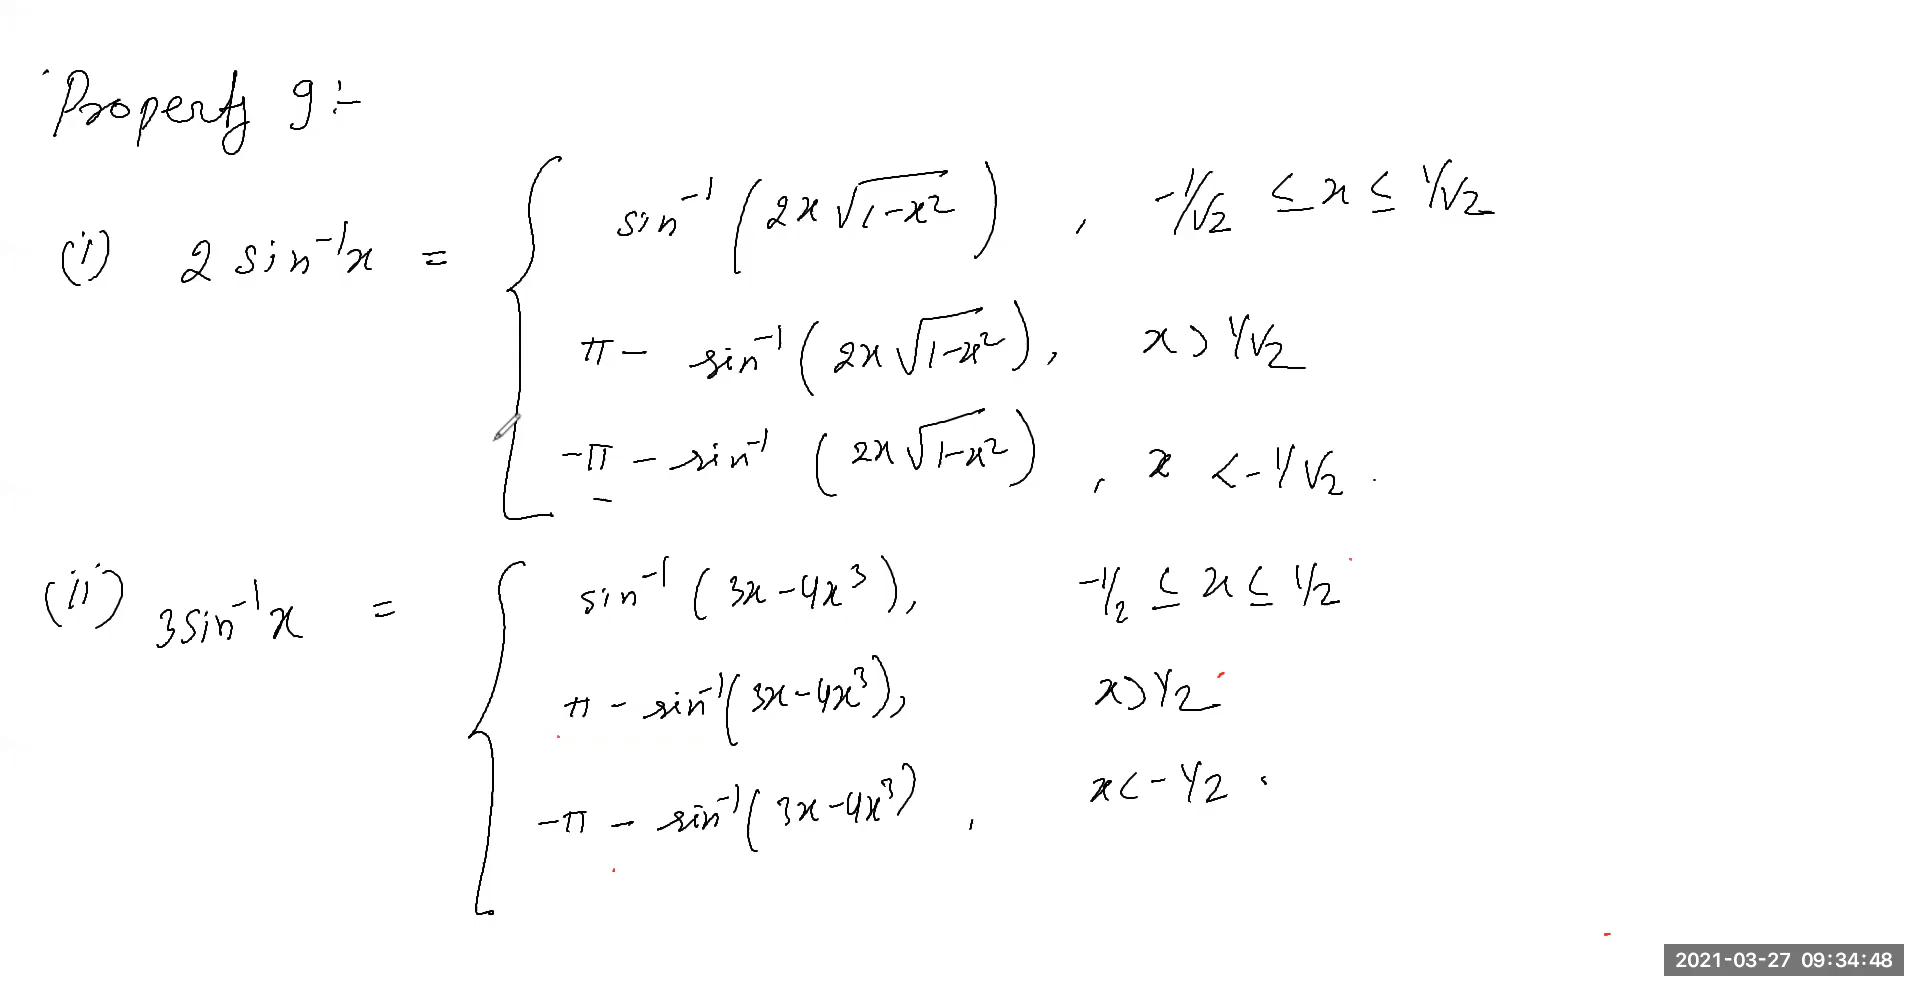 Property 9 :-
(i) 2 sin⁻¹x = { sin⁻¹ (2x√(1-x²)) , -1/√2 ≤ x ≤ 1/√2
π - sin⁻¹ (2x√(1-x²)) , x > 1/√2
-π - sin⁻¹ (2x√(1-x²)) , x < -1/√2 .
(ii) 3sin⁻¹x = { sin⁻¹ (3x-4x³), -1/2 ≤ x ≤ 1/2
π - sin⁻¹(3x-4x³), x > 1/2
-π - sin⁻¹(3x-4x³) , x < -1/2 .
2021-03-27 09:34:48